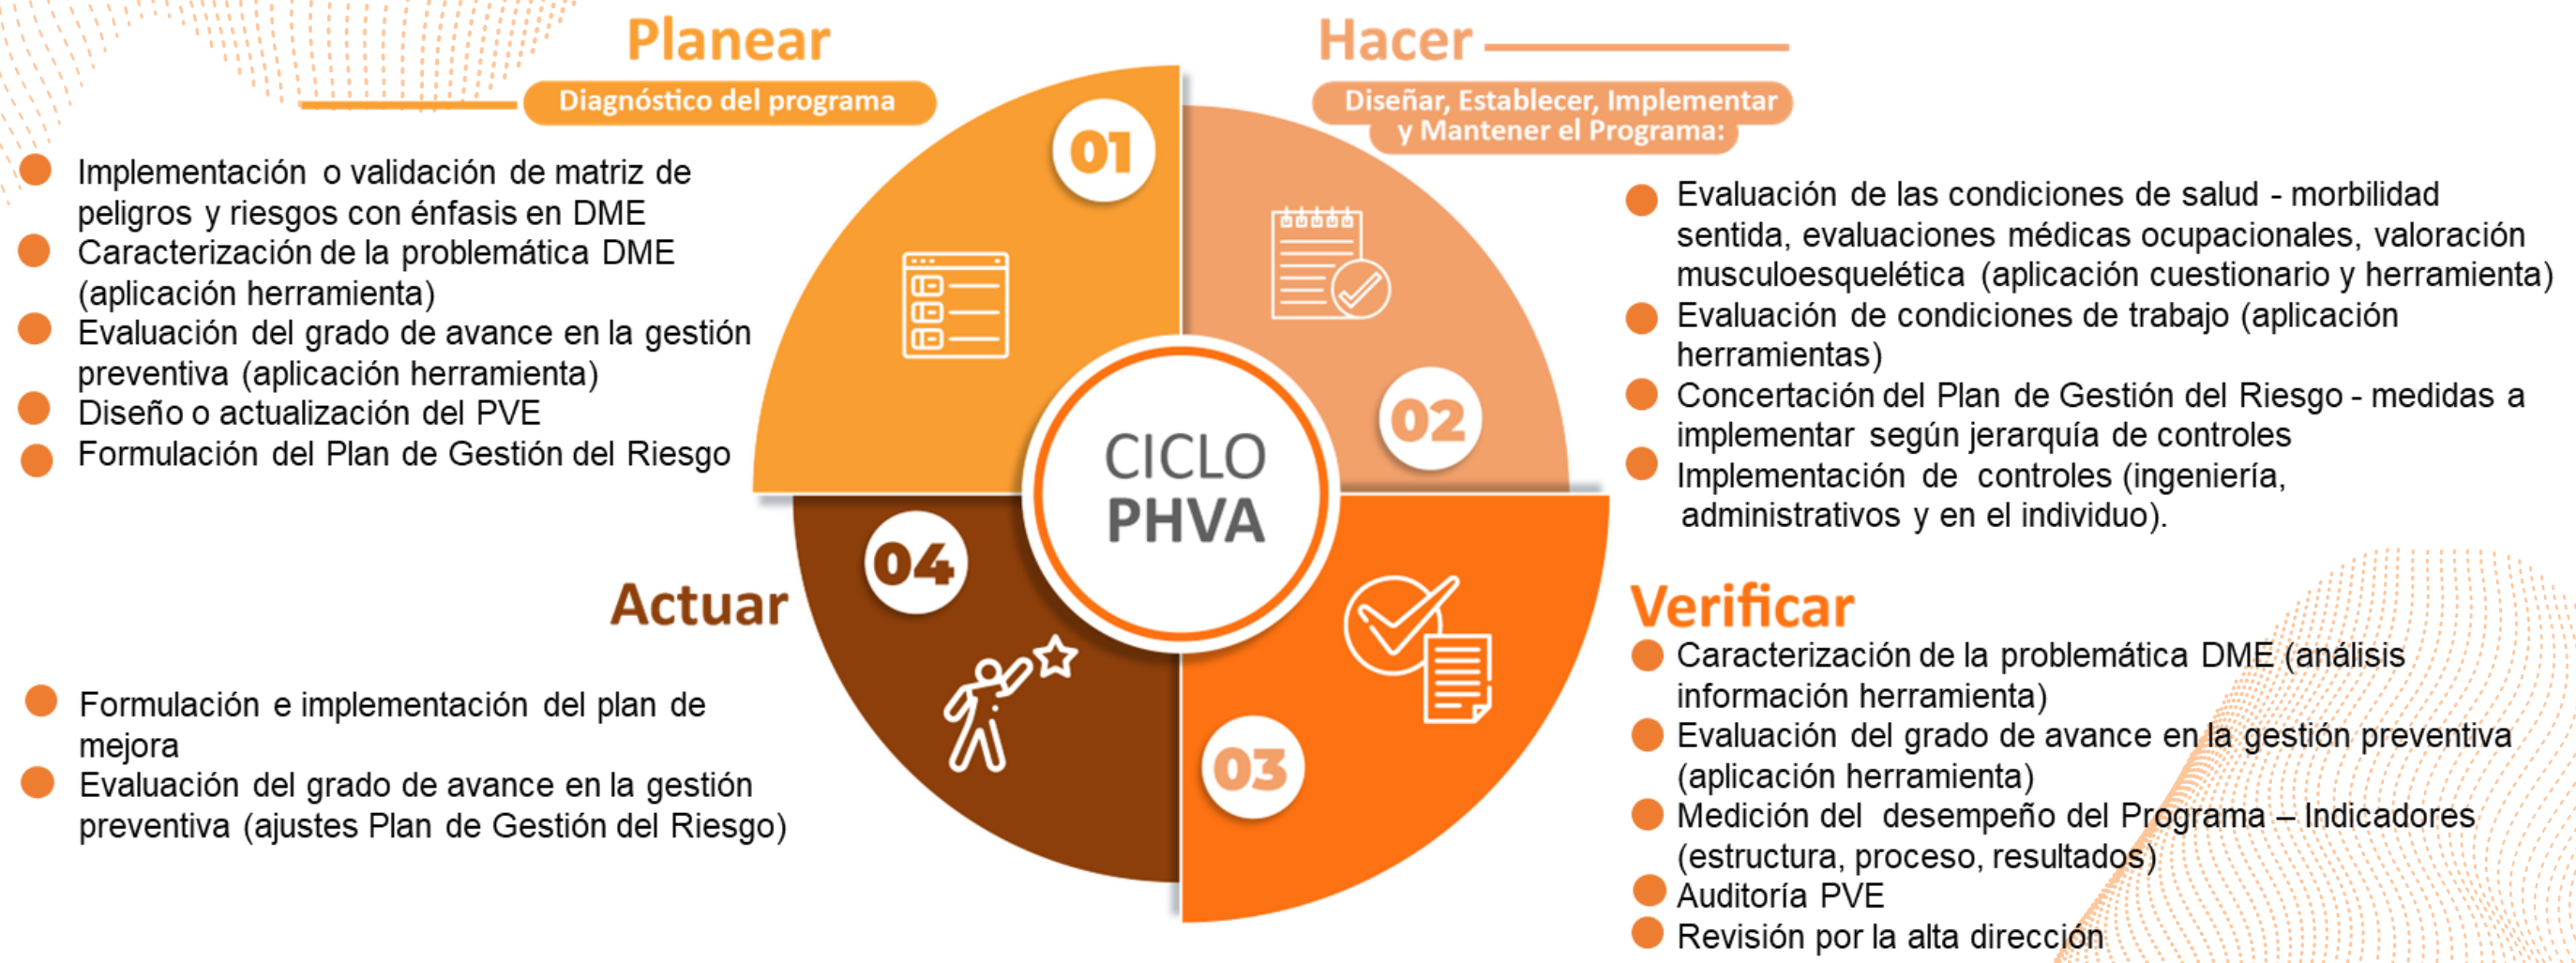 Planear
Diagnóstico del programa
Implementación o validación de matriz de
peligros y riesgos con énfasis en DME
Caracterización de la problemática DME
(aplicación herramienta)
Evaluación del grado de avance en la gestión
preventiva (aplicación herramienta)
Diseño o actualización del PVE
Formulación del Plan de Gestión del Riesgo
01
Hacer
Diseñar, Establecer, Implementar
y Mantener el Programa:
Evaluación de las condiciones de salud - morbilidad
sentida, evaluaciones médicas ocupacionales, valoración
musculoesquelética (aplicación cuestionario y herramienta)
Evaluación de condiciones de trabajo (aplicación
herramientas)
Concertación del Plan de Gestión del Riesgo - medidas a
implementar según jerarquía de controles
Implementación de controles (ingeniería,
administrativos y en el individuo).
02
CICLO
PHVA
Verificar
Caracterización de la problemática DME (análisis
información herramienta)
Evaluación del grado de avance en la gestión preventiva
(aplicación herramienta)
Medición del desempeño del Programa – Indicadores
(estructura, proceso, resultados)
Auditoría PVE
Revisión por la alta dirección
03
Actuar
Formulación e implementación del plan de
mejora
Evaluación del grado de avance en la gestión
preventiva (ajustes Plan de Gestión del Riesgo)
04